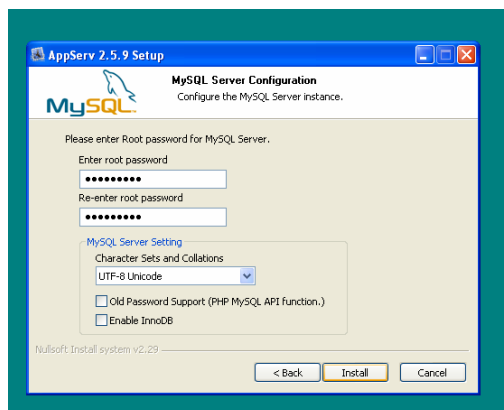 AppServ 2.5.9 Setup
MySQL Server Configuration
Configure the MySQL Server instance.
MySQL
Please enter Root password for MySQL Server.
Enter root password
●●●●●●●●●
Re-enter root password
●●●●●●●●●
MySQL Server Setting
Character Sets and Collations
UTF-8 Unicode
Old Password Support (PHP MySQL API function.)
Enable InnoDB
Nullsoft Install system v2.29
< Back Install Cancel